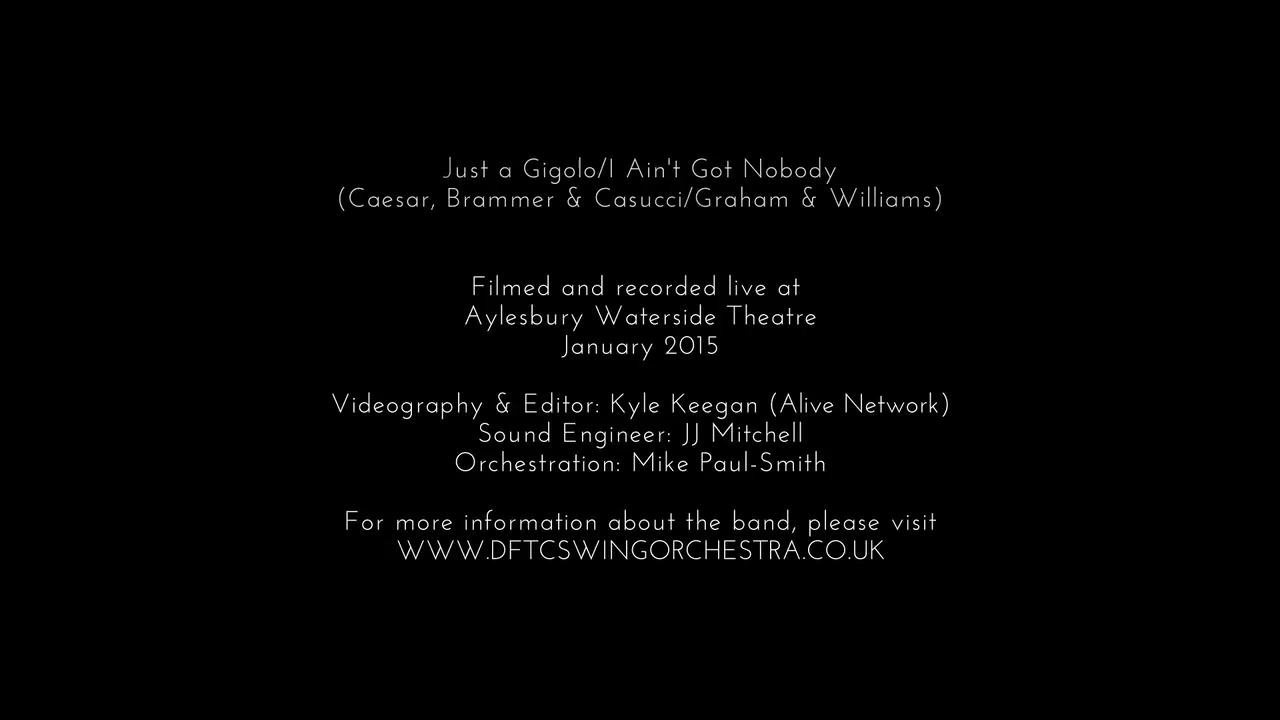 Just a Gigolo/I Ain't Got Nobody
(Caesar, Brammer & Casucci/Graham & Williams)
Filmed and recorded live at
Aylesbury Waterside Theatre
January 2015
Videography & Editor: Kyle Keegan (Alive Network)
Sound Engineer: JJ Mitchell
Orchestration: Mike Paul-Smith
For more information about the band, please visit
WWW.DFTCSWINGORCHESTRA.CO.UK